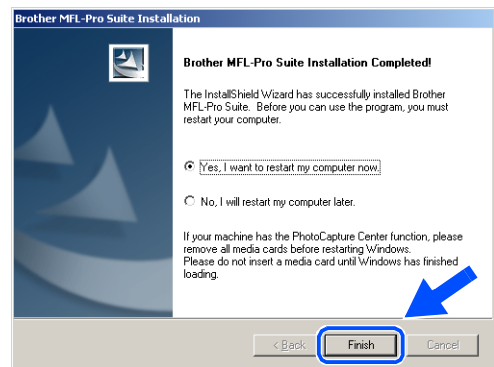 Brother MFL-Pro Suite Installation
Brother MFL-Pro Suite Installation Completed!
The InstallShield Wizard has successfully installed Brother
MFL-Pro Suite. Before you can use the program, you must
restart your computer.
Yes, I want to restart my computer now.
No, I will restart my computer later.
If your machine has the PhotoCapture Center function, please
remove all media cards before restarting Windows.
Please do not insert a media card until Windows has finished
loading.
< Back Finish Cancel